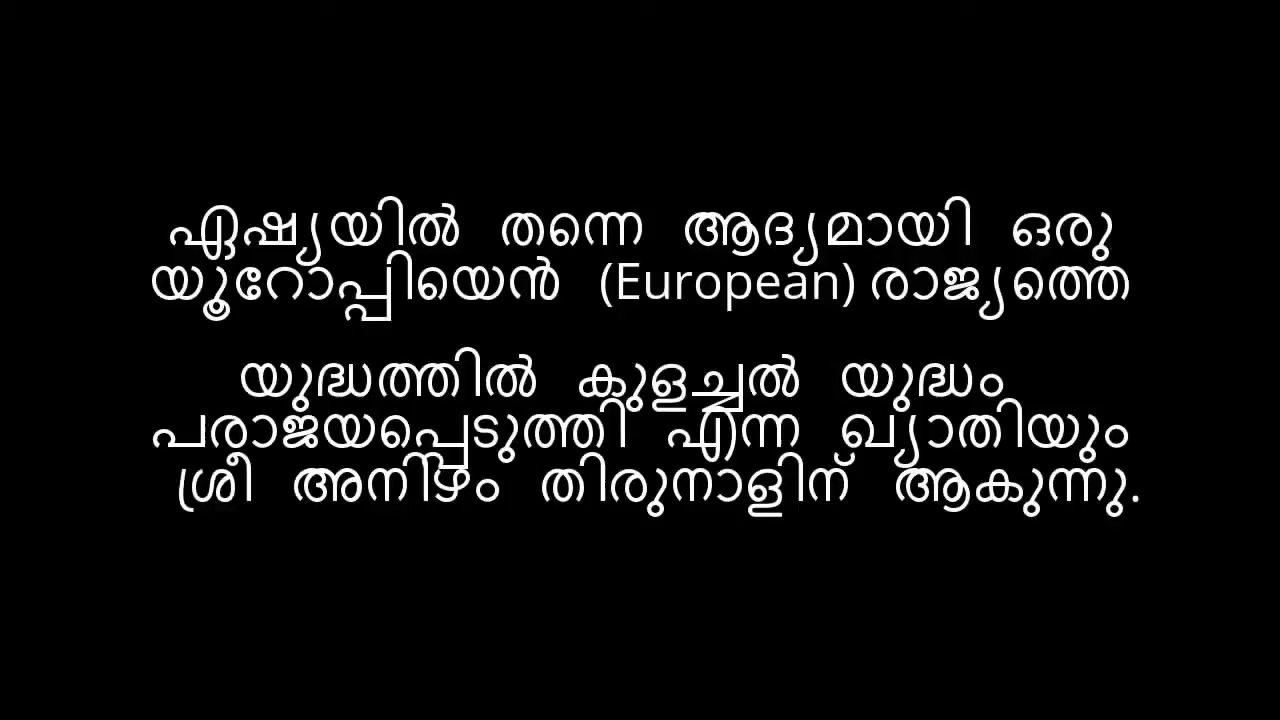 ഏഷ്യയിൽ തന്നെ ആദ്യമായി ഒരു
യൂറോപ്പിയെൻ (European) രാജ്യത്തെ
യുദ്ധത്തിൽ കുളച്ചൽ യുദ്ധം
പരാജയപ്പെടുത്തി എന്ന ഖ്യാതിയും
ശ്രീ അനിഴം തിരുനാളിന് ആകുന്നു.